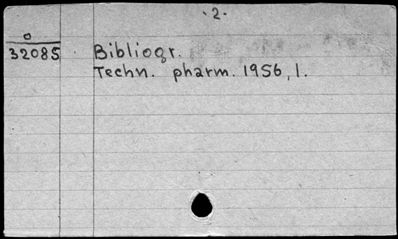 ·2·
o
32085 Bibliogr.
Techn. pharm. 1956, 1.